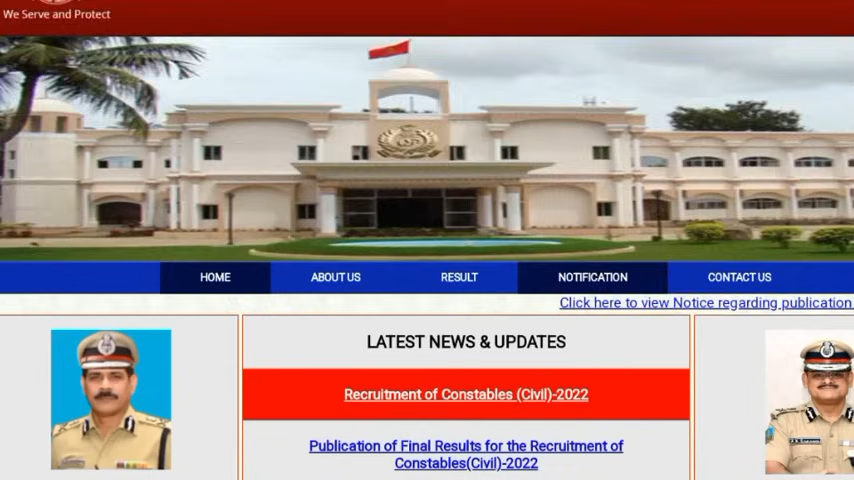 We Serve and Protect
HOME
ABOUT US
RESULT
NOTIFICATION
CONTACT US
Click here to view Notice regarding publication
LATEST NEWS & UPDATES
Recruitment of Constables (Civil)-2022
Publication of Final Results for the Recruitment of
Constables(Civil)-2022